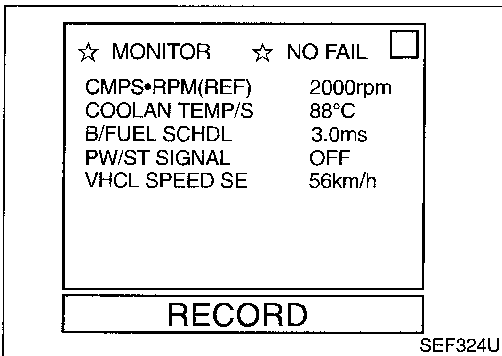 ☆ MONITOR ☆ NO FAIL
CMPS•RPM(REF) 2000rpm
COOLAN TEMP/S 88°C
B/FUEL SCHDL 3.0ms
PW/ST SIGNAL OFF
VHCL SPEED SE 56km/h
RECORD
SEF324U